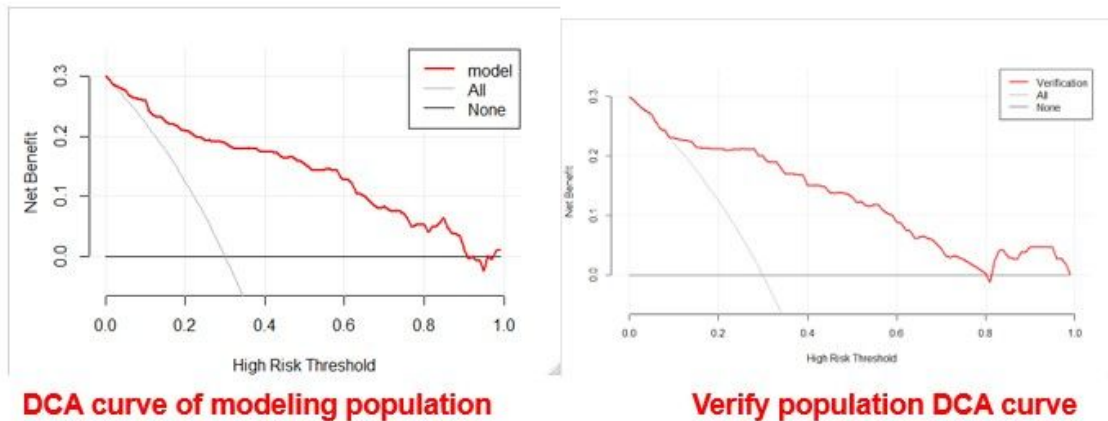 model
All
None
Net Benefit
0.3
0.2
0.1
0.0
0.0 0.2 0.4 0.6 0.8 1.0
High Risk Threshold
DCA curve of modeling population
Verification
All
None
Net Benefit
0.3
0.2
0.1
0.0
0.0 0.2 0.4 0.6 0.8 1.0
High Risk Threshold
Verify population DCA curve